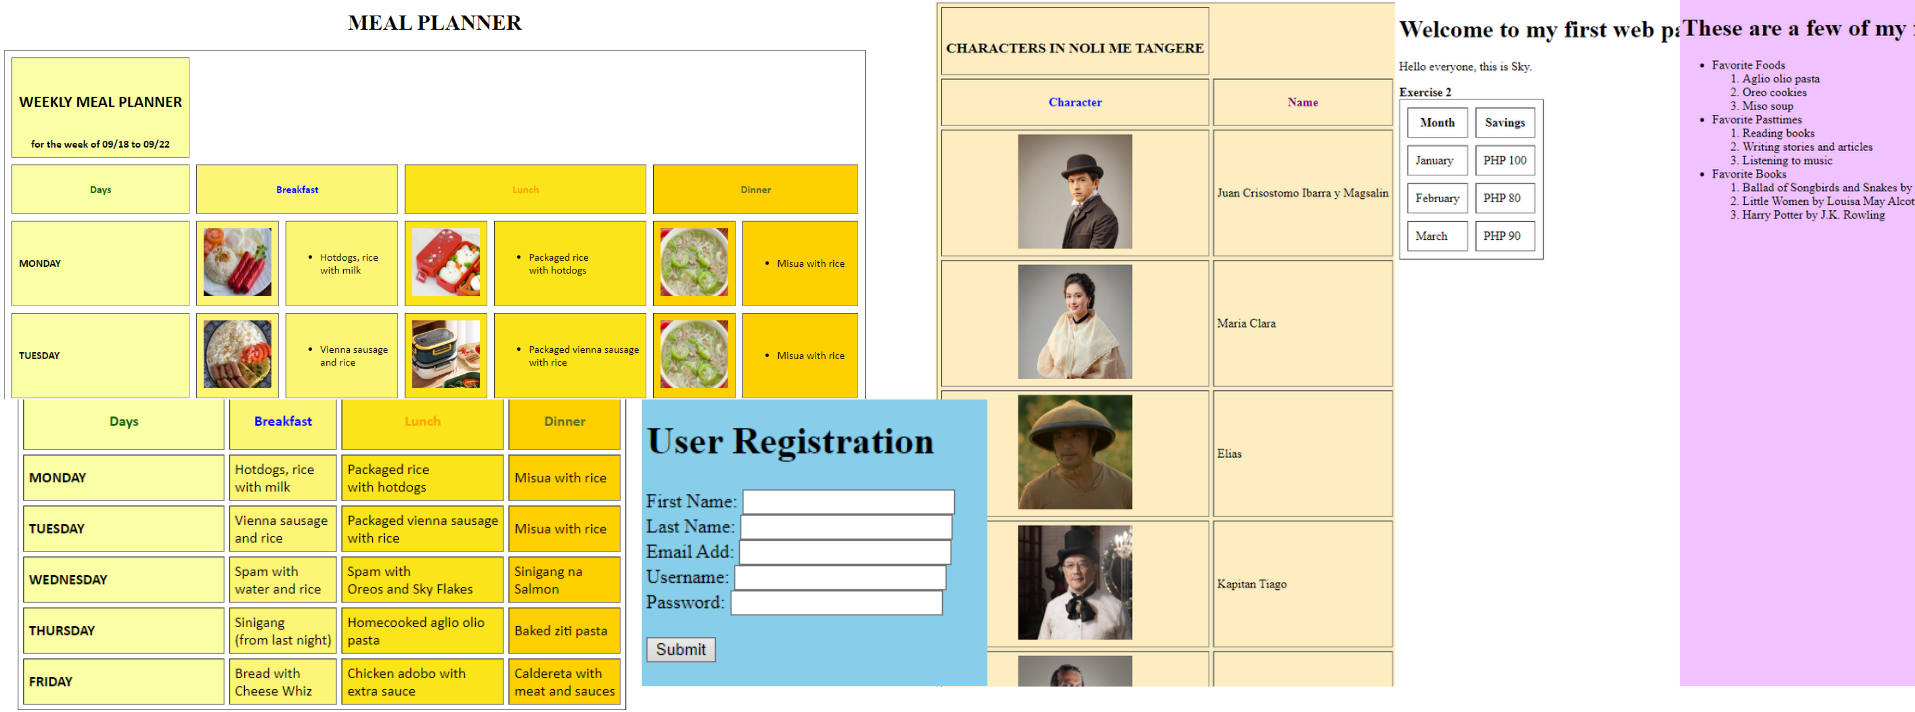 MEAL PLANNER
WEEKLY MEAL PLANNER
for the week of 09/18 to 09/22
Days
Breakfast
Lunch
Dinner
MONDAY
Hotdogs, rice
with milk
Packaged rice
with hotdogs
Misua with rice
TUESDAY
Vienna sausage
and rice
Packaged vienna sausage
with rice
Misua with rice
Days
Breakfast
Lunch
Dinner
MONDAY
Hotdogs, rice
with milk
Packaged rice
with hotdogs
Misua with rice
TUESDAY
Vienna sausage
and rice
Packaged vienna sausage
with rice
Misua with rice
WEDNESDAY
Spam with
water and rice
Spam with
Oreos and Sky Flakes
Sinigang na
Salmon
THURSDAY
Sinigang
(from last night)
Homecooked aglio olio
pasta
Baked ziti pasta
FRIDAY
Bread with
Cheese Whiz
Chicken adobo with
extra sauce
Caldereta with
meat and sauces
User Registration
First Name:
Last Name:
Email Add:
Username:
Password:
Submit
CHARACTERS IN NOLI ME TANGERE
Character
Name
Juan Crisostomo Ibarra y Magsalin
Maria Clara
Elias
Kapitan Tiago
Welcome to my first web pa
Hello everyone, this is Sky.
Exercise 2
Month
Savings
January
PHP 100
February
PHP 80
March
PHP 90
These are a few of my
• Favorite Foods
1. Aglio olio pasta
2. Oreo cookies
3. Miso soup
• Favorite Pasttimes
1. Reading books
2. Writing stories and articles
3. Listening to music
• Favorite Books
1. Ballad of Songbirds and Snakes by
2. Little Women by Louisa May Alcot
3. Harry Potter by J.K. Rowling